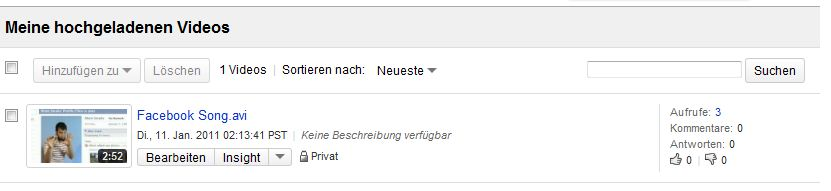 Meine hochgeladenen Videos
Hinzufügen zu Löschen 1 Videos | Sortieren nach: Neueste Suchen
Facebook Song.avi
Di., 11. Jan. 2011 02:13:41 PST | Keine Beschreibung verfügbar
2:52
Bearbeiten Insight Privat
Aufrufe: 3
Kommentare: 0
Antworten: 0
0 | 0